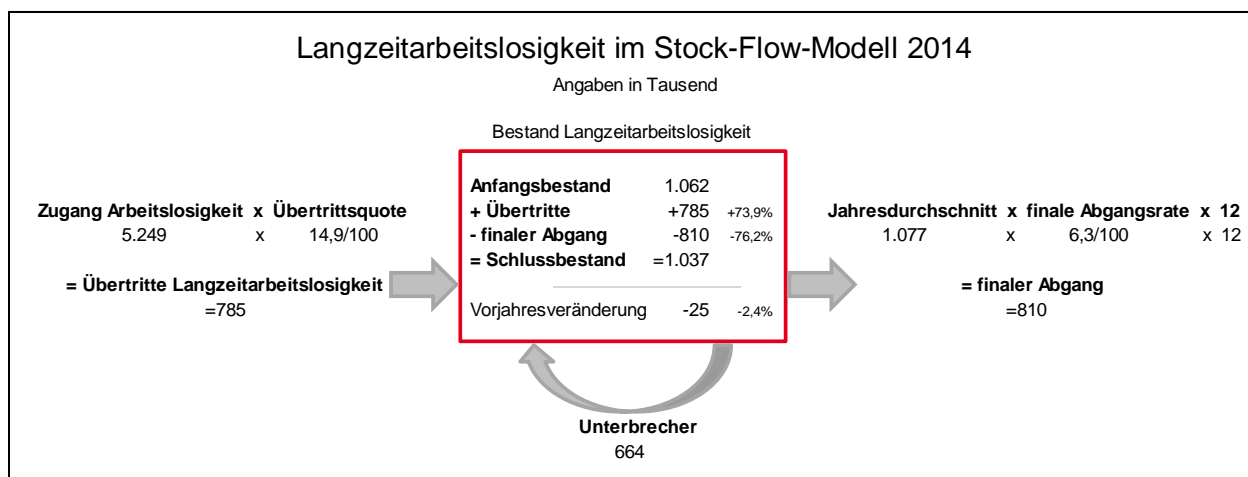 Langzeitarbeitslosigkeit im Stock-Flow-Modell 2014
Angaben in Tausend
Bestand Langzeitarbeitslosigkeit
Zugang Arbeitslosigkeit x Übertrittsquote
5.249 x 14,9/100
= Übertritte Langzeitarbeitslosigkeit
=785
Anfangsbestand 1.062
+ Übertritte +785 +73,9%
- finaler Abgang -810 -76,2%
= Schlussbestand =1.037
Vorjahresveränderung -25 -2,4%
Jahresdurchschnitt x finale Abgangsrate x 12
1.077 x 6,3/100 x 12
= finaler Abgang
=810
Unterbrecher
664